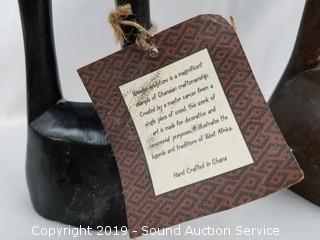 Wooden sculpture is a magnificent
example of Ghanaian craftsmanship.
Created by a master carver from a
single piece of wood, this work of
art is made for decorative and
ceremonial purposes. It illustrates the
legends and traditions of West Africa.
Hand Crafted in Ghana
Copyright 2019 - Sound Auction Service